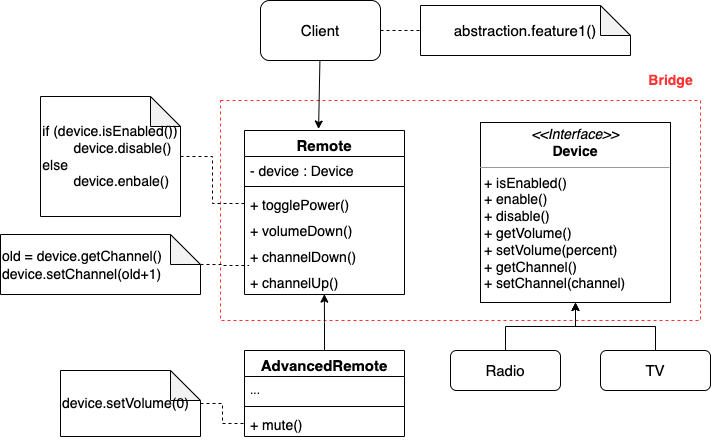 Client
abstraction.feature1()
Bridge
if (device.isEnabled())
device.disable()
else
device.enbale()
Remote
- device : Device
+ togglePower()
+ volumeDown()
+ channelDown()
+ channelUp()
<<Interface>>
Device
+ isEnabled()
+ enable()
+ disable()
+ getVolume()
+ setVolume(percent)
+ getChannel()
+ setChannel(channel)
old = device.getChannel()
device.setChannel(old+1)
AdvancedRemote
...
+ mute()
device.setVolume(0)
Radio
TV